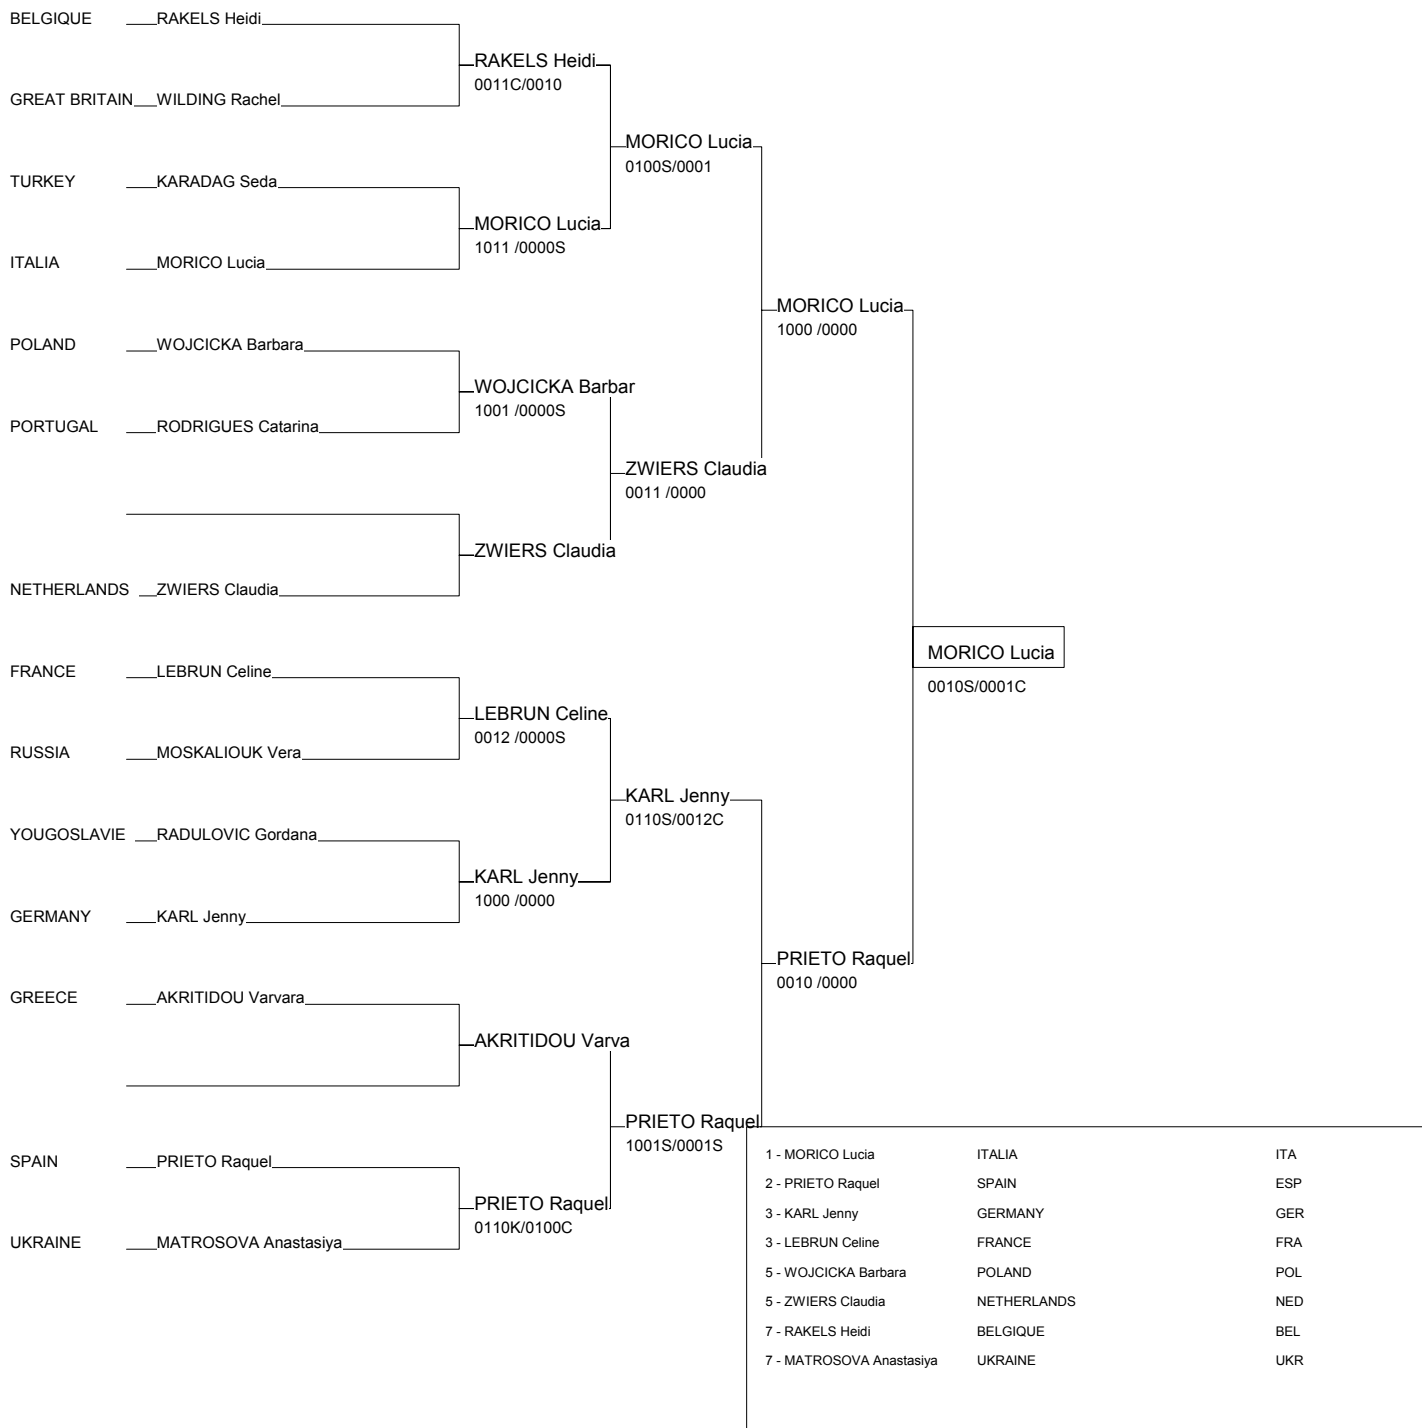 BELGIQUE RAKELS Heidi
RAKELS Heidi
0011C/0010
GREAT BRITAIN WILDING Rachel
MORICO Lucia
0100S/0001
TURKEY KARADAG Seda
MORICO Lucia
1011 /0000S
ITALIA MORICO Lucia
MORICO Lucia
1000 /0000
POLAND WOJCICKA Barbara
WOJCICKA Barbar
1001 /0000S
PORTUGAL RODRIGUES Catarina
ZWIERS Claudia
0011 /0000
ZWIERS Claudia
NETHERLANDS ZWIERS Claudia
MORICO Lucia
0010S/0001C
FRANCE LEBRUN Celine
LEBRUN Celine
0012 /0000S
RUSSIA MOSKALIOUK Vera
KARL Jenny
0110S/0012C
YOUGOSLAVIE RADULOVIC Gordana
KARL Jenny
1000 /0000
GERMANY KARL Jenny
PRIETO Raquel
0010 /0000
GREECE AKRITIDOU Varvara
AKRITIDOU Varva
PRIETO Raquel
1001S/0001S
SPAIN PRIETO Raquel
PRIETO Raquel
0110K/0100C
UKRAINE MATROSOVA Anastasiya
1 - MORICO Lucia ITALIA ITA
2 - PRIETO Raquel SPAIN ESP
3 - KARL Jenny GERMANY GER
3 - LEBRUN Celine FRANCE FRA
5 - WOJCICKA Barbara POLAND POL
5 - ZWIERS Claudia NETHERLANDS NED
7 - RAKELS Heidi BELGIQUE BEL
7 - MATROSOVA Anastasiya UKRAINE UKR